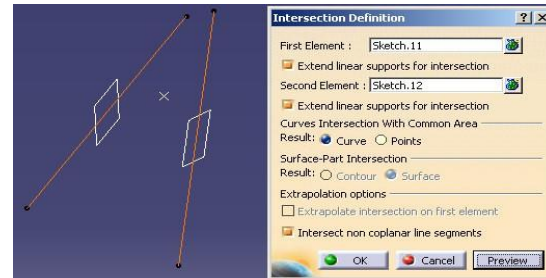 Intersection Definition
First Element : Sketch.11
Extend linear supports for intersection
Second Element : Sketch.12
Extend linear supports for intersection
Curves Intersection With Common Area
Result: Curve Points
Surface-Part Intersection
Result: Contour Surface
Extrapolation options
Extrapolate intersection on first element
Intersect non coplanar line segments
OK Cancel Preview